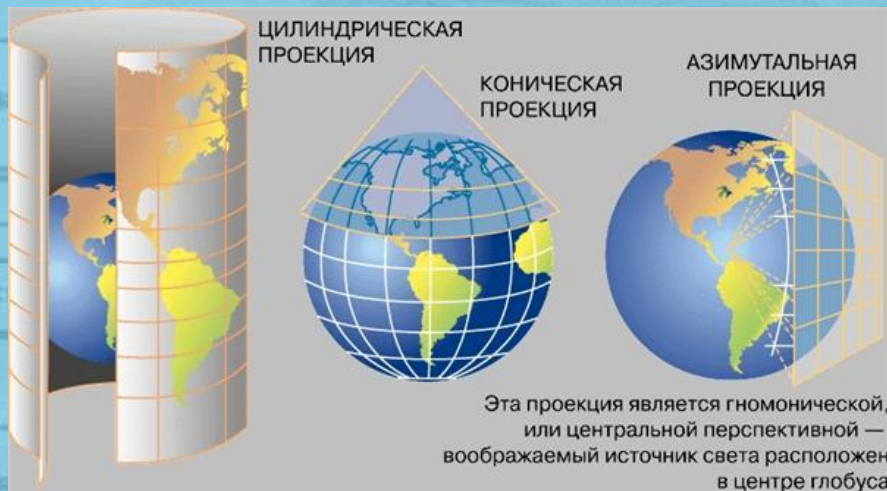 ЦИЛИНДРИЧЕСКАЯ
ПРОЕКЦИЯ
КОНИЧЕСКАЯ
ПРОЕКЦИЯ
АЗИМУТАЛЬНАЯ
ПРОЕКЦИЯ
Эта проекция является гномонической,
или центральной перспективной —
воображаемый источник света расположен
в центре глобуса